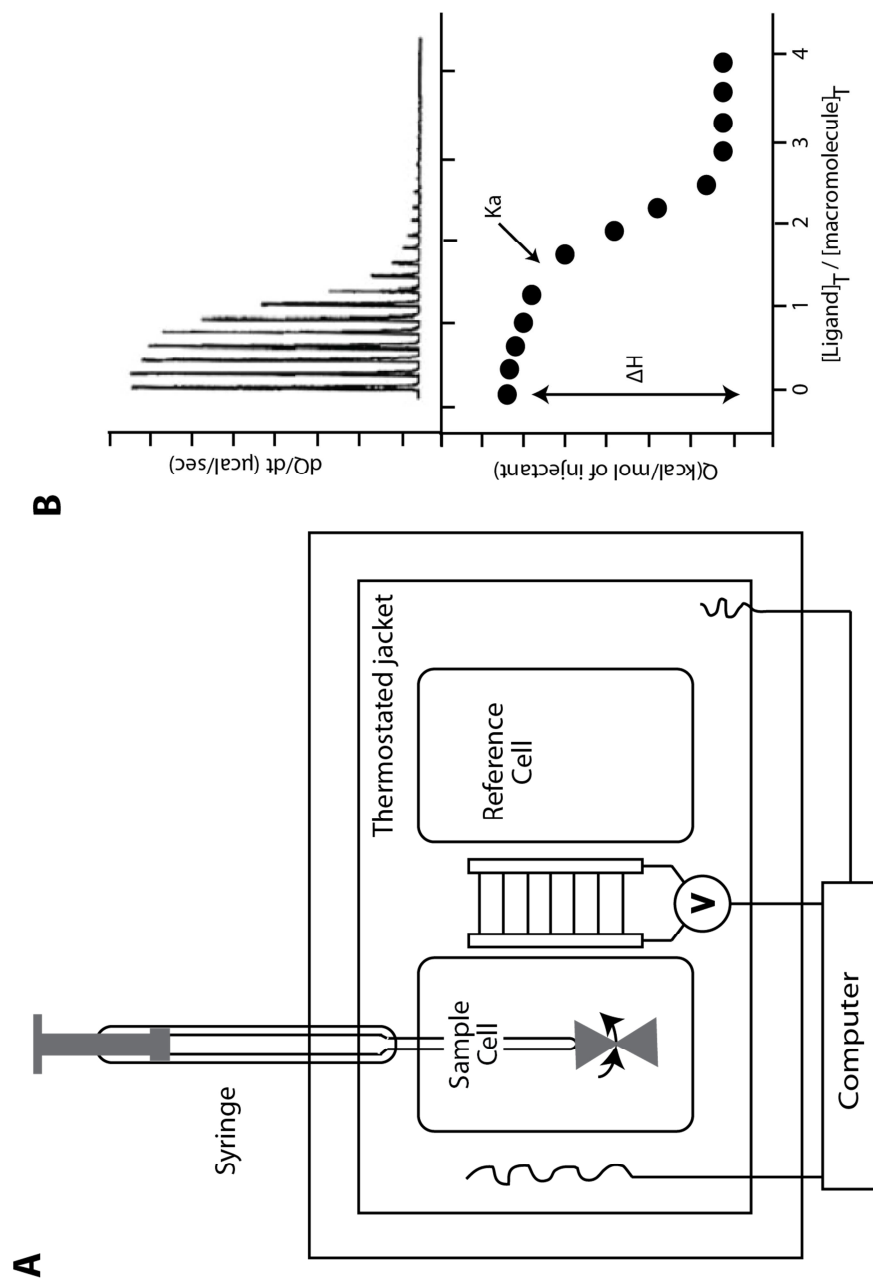 A
Syringe
Thermostated jacket
Sample
Cell
Reference
Cell
V
Computer
B
dQ/dt (µcal/sec)
Q(kcal/mol of injectant)
Ka
ΔH
0 1 2 3 4
[Ligand]T / [macromolecule]T